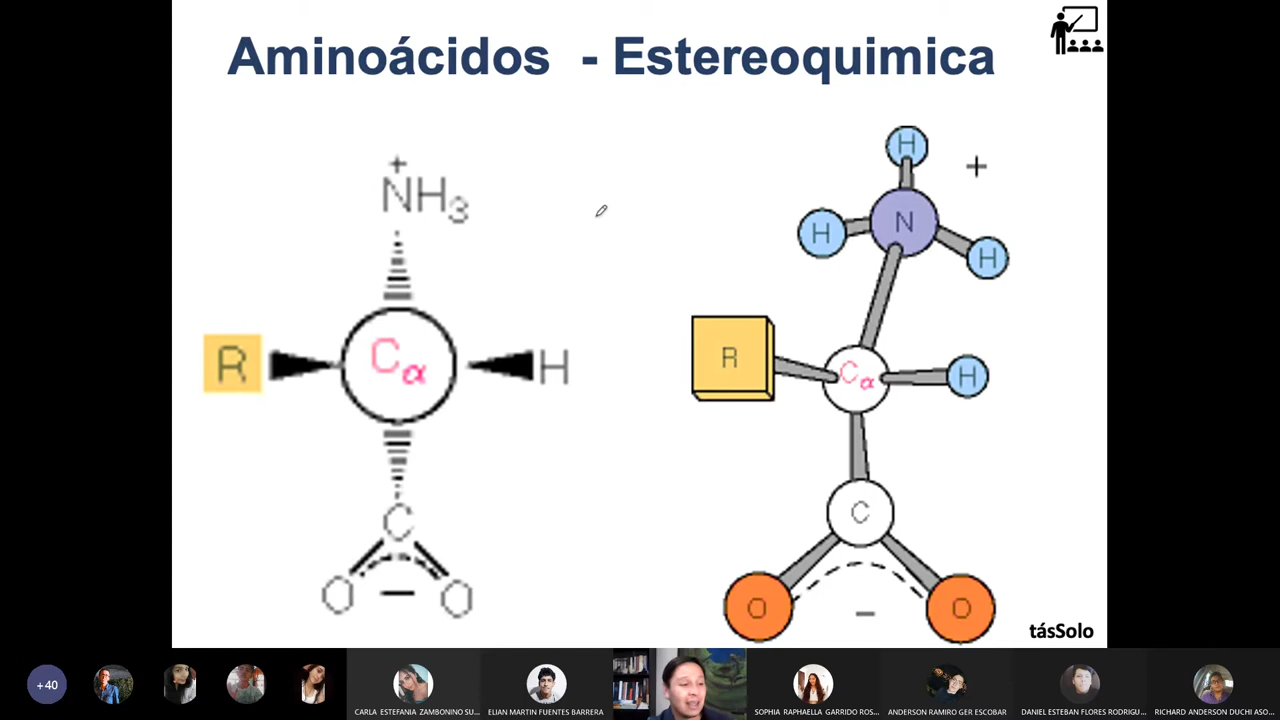 Aminoácidos - Estereoquimica
+
NH3
R
Cα
H
C
O
−
O
H
+
H
N
H
R
Cα
H
C
O
−
O
tásSolo
+40
CARLA ESTEFANIA ZAMBONINO SU...
ELIAN MARTIN FUENTES BARRERA
SOPHIA RAPHAELLA GARRIDO ROS...
ANDERSON RAMIRO GER ESCOBAR
DANIEL ESTEBAN FLORES RODRIGU...
RICHARD ANDERSON DUCHI ASO...